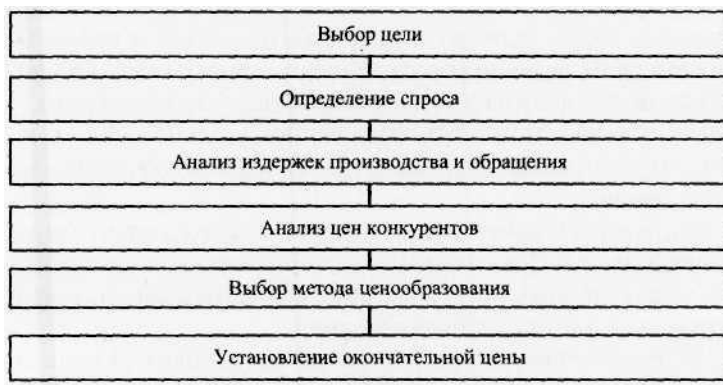 Выбор цели
Определение спроса
Анализ издержек производства и обращения
Анализ цен конкурентов
Выбор метода ценообразования
Установление окончательной цены